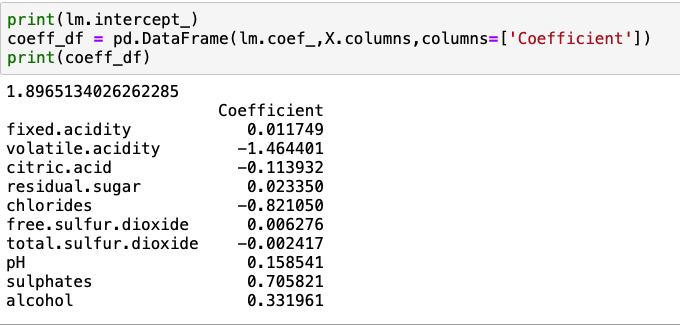 print(lm.intercept_)
coeff_df = pd.DataFrame(lm.coef_,X.columns,columns=['Coefficient'])
print(coeff_df)
1.8965134026262285
Coefficient
fixed.acidity 0.011749
volatile.acidity -1.464401
citric.acid -0.113932
residual.sugar 0.023350
chlorides -0.821050
free.sulfur.dioxide 0.006276
total.sulfur.dioxide -0.002417
pH 0.158541
sulphates 0.705821
alcohol 0.331961